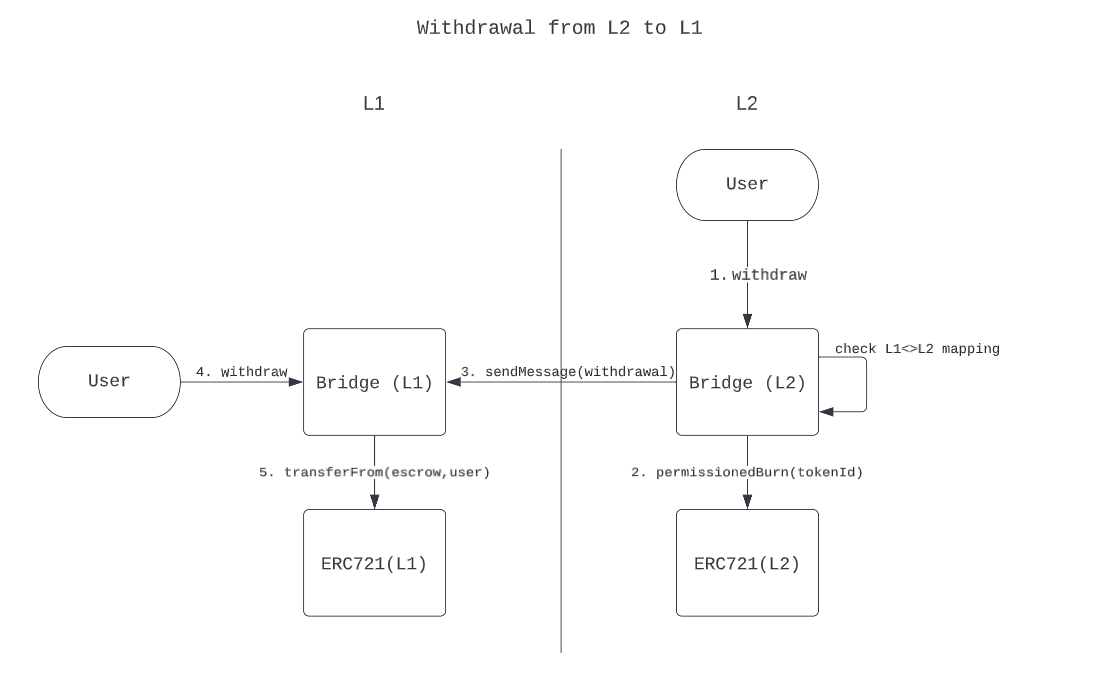 Withdrawal from L2 to L1
L1
L2
User
1. withdraw
check L1<>L2 mapping
User
4. withdraw
Bridge (L1)
3. sendMessage(withdrawal)
Bridge (L2)
5. transferFrom(escrow,user)
2. permissionedBurn(tokenId)
ERC721(L1)
ERC721(L2)